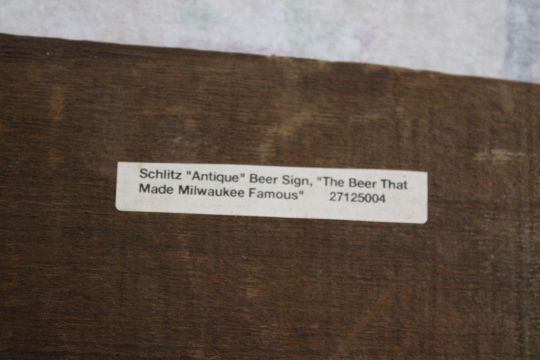 Schlitz "Antique" Beer Sign, "The Beer That
Made Milwaukee Famous" 27125004